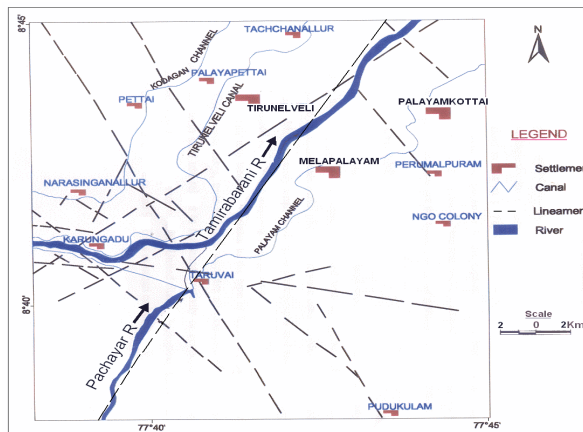 8°45'
TACHCHANALLUR
N
KODAGAN CHANNEL
PALAYAPETTAI
PETTAI
TIRUNELVELI CANAL
TIRUNELVELI
PALAYAMKOTTAI
LEGEND
MELAPALAYAM
PERUMALPURAM
Settlemen
NARASINGANALLUR
Canal
Tamirabarani R
PALAYAM CHANNEL
NGO COLONY
Lineamen
River
KARUNGADU
TARUVAI
8°40'
Scale
2 0 2Km
Pachayar R
PUDUKULAM
77°40'
77°45'